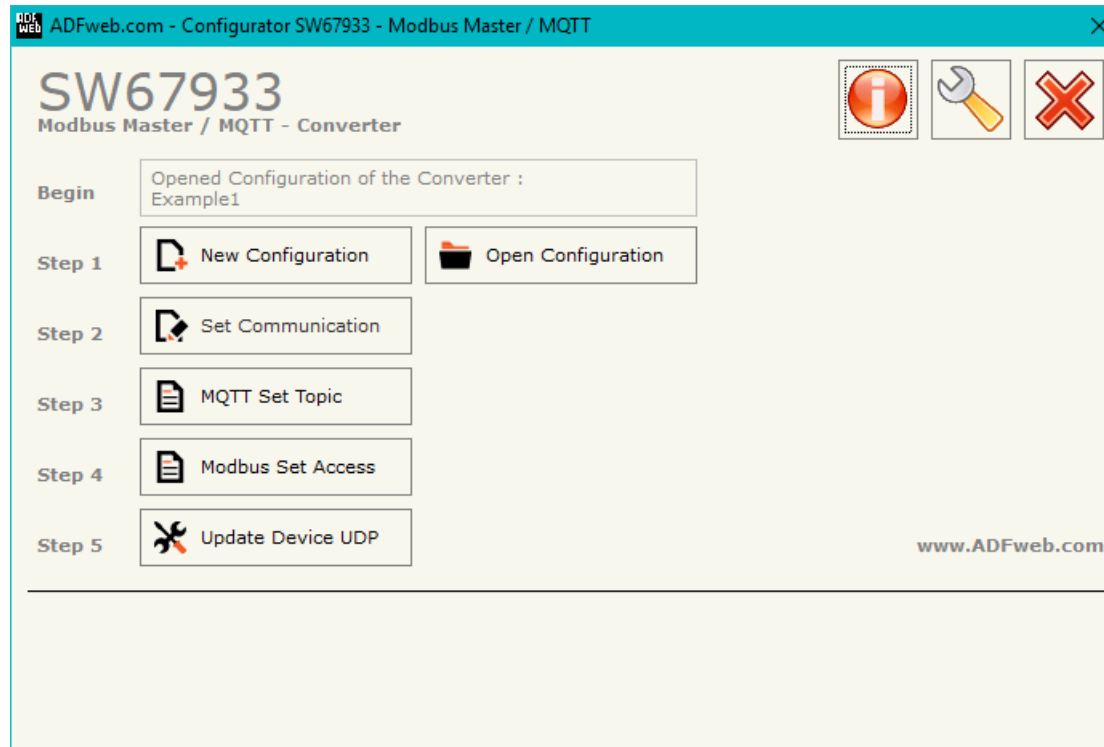 ADF
web
ADFweb.com - Configurator SW67933 - Modbus Master / MQTT
SW67933
Modbus Master / MQTT - Converter
Begin
Opened Configuration of the Converter :
Example1
Step 1
New Configuration
Open Configuration
Step 2
Set Communication
Step 3
MQTT Set Topic
Step 4
Modbus Set Access
Step 5
Update Device UDP
www.ADFweb.com